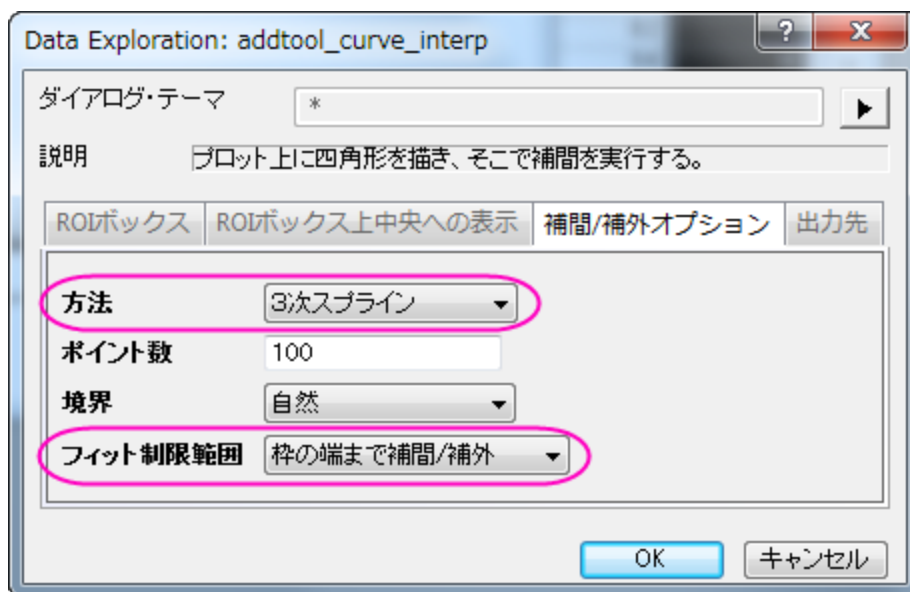 Data Exploration: addtool_curve_interp
?
ダイアログ・テーマ *
説明 プロット上に四角形を描き、そこで補間を実行する。
ROIボックス ROIボックス上中央への表示 補間/補外オプション 出力先
方法 3次スプライン
ポイント数 100
境界 自然
フィット制限範囲 枠の端まで補間/補外
OK キャンセル